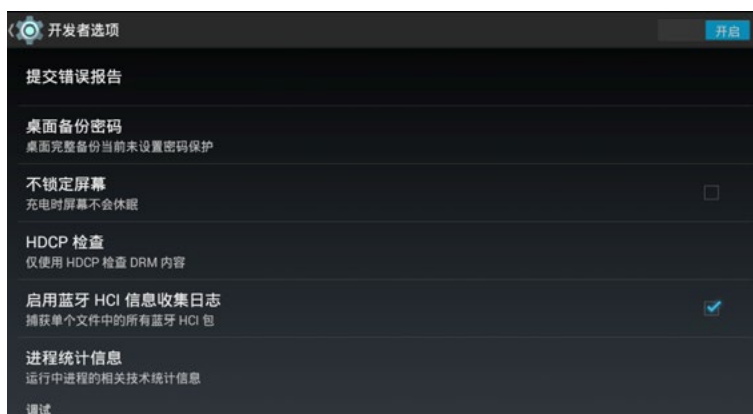 开发者选项
开启
提交错误报告
桌面备份密码
桌面完整备份当前未设置密码保护
不锁定屏幕
充电时屏幕不会休眠
HDCP 检查
仅使用 HDCP 检查 DRM 内容
启用蓝牙 HCI 信息收集日志
捕获单个文件中的所有蓝牙 HCI 包
进程统计信息
运行中进程的相关技术统计信息
调试